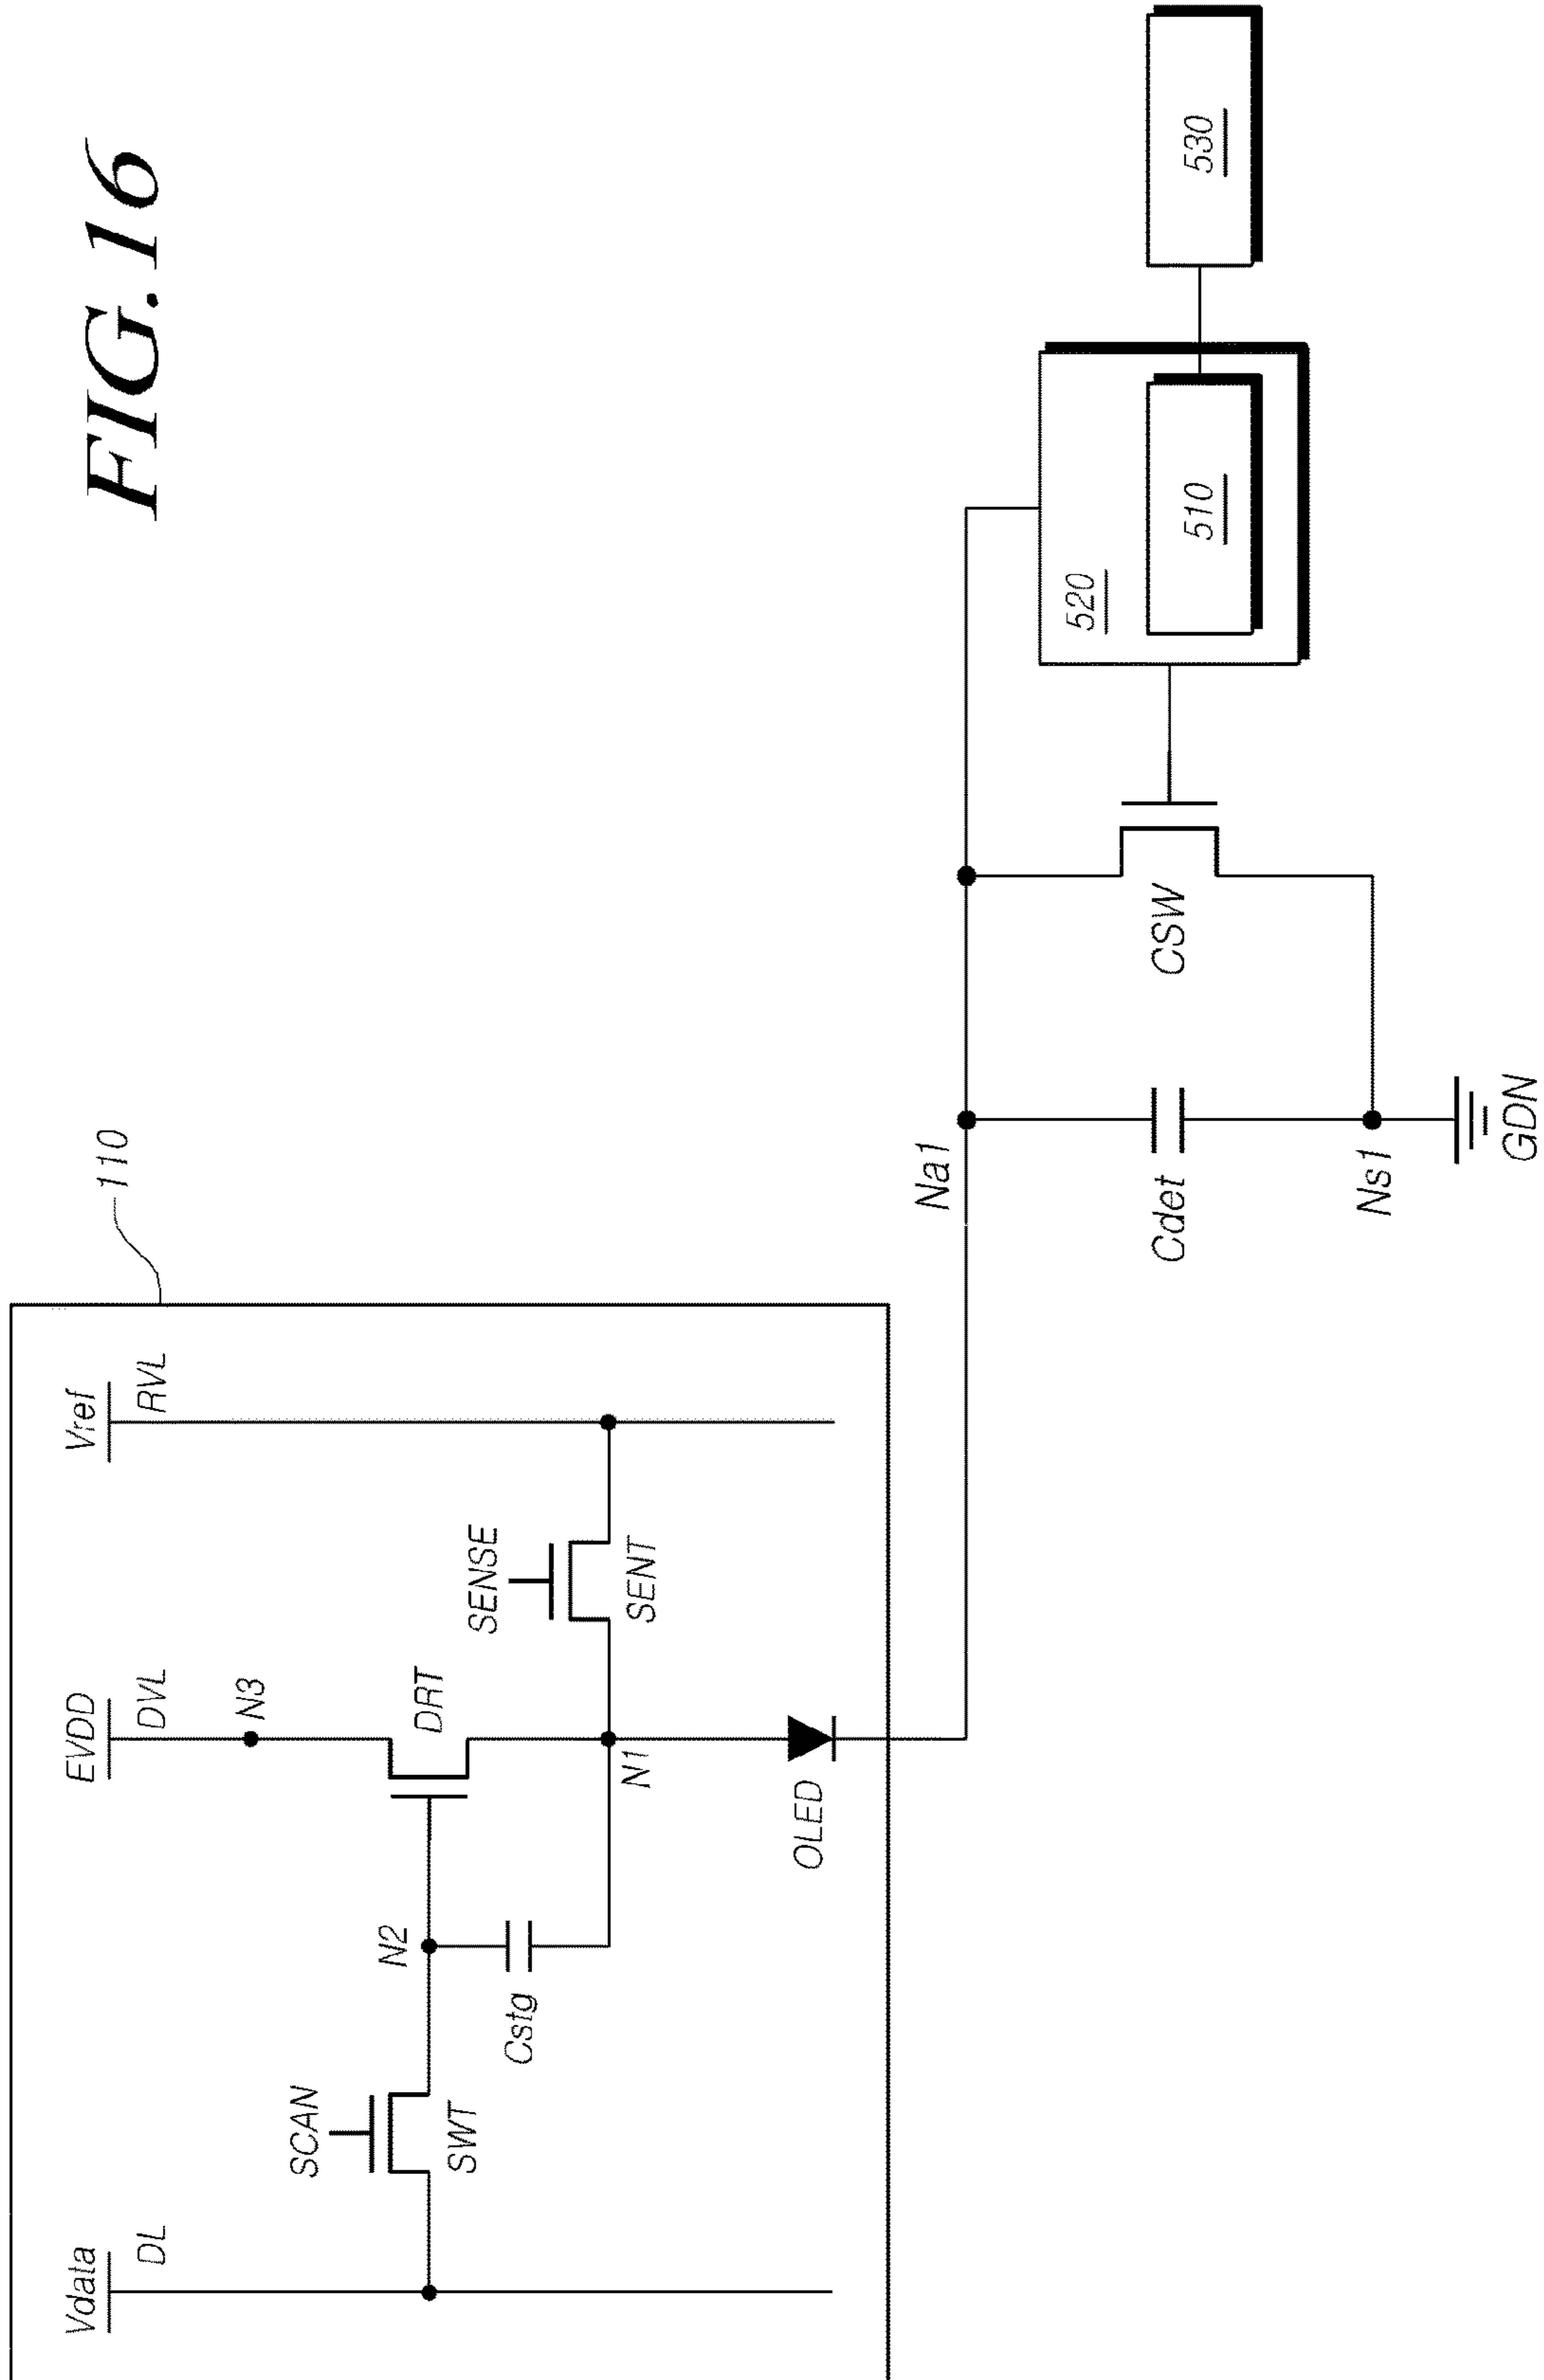 FIG.16
110
Vdata
DL
EVDD
DVL
Vref
RVL
N3
SCAN
SWT
N2
DRT
SENSE
SENT
Cstg
N1
OLED
Na1
520
510
530
Cdet
CSW
Ns1
GDN